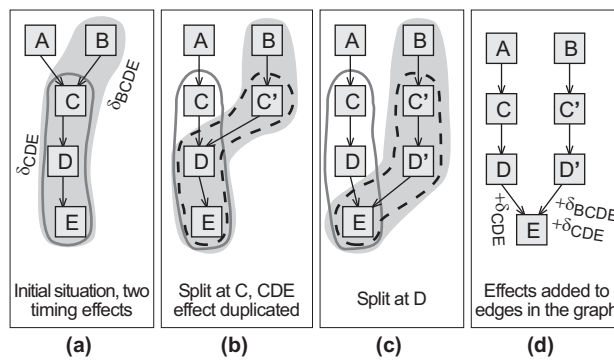 A B
C
D
E
δCDE
δBCDE
Initial situation, two
timing effects
(a)
A B
C C'
D
E
Split at C, CDE
effect duplicated
(b)
A B
C C'
D D'
E
Split at D
(c)
A B
C C'
D D'
+δCDE
+δBCDE
+δCDE
E
Effects added to
edges in the graph
(d)